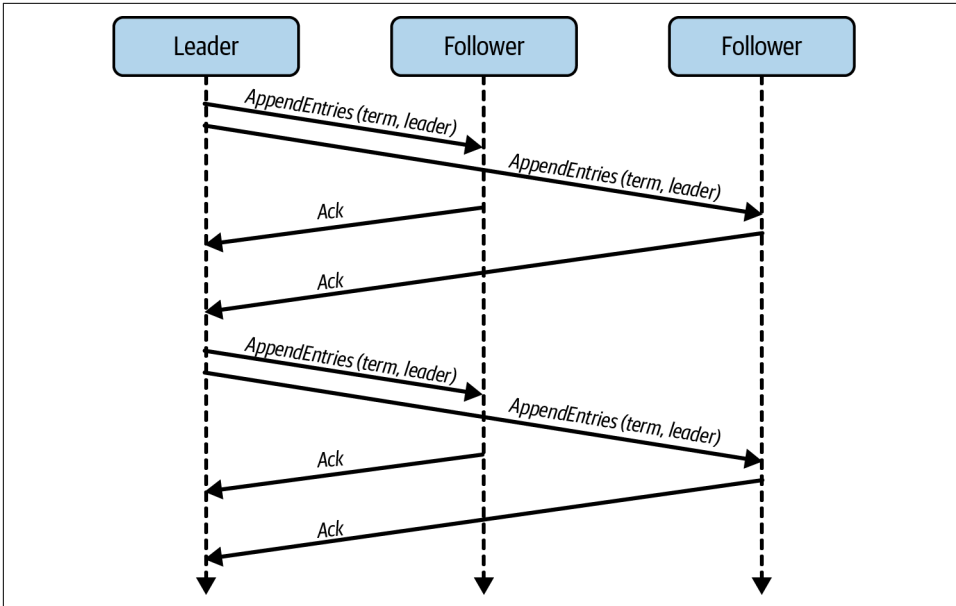 Leader
Follower
Follower
AppendEntries (term, leader)
AppendEntries (term, leader)
Ack
Ack
AppendEntries (term, leader)
AppendEntries (term, leader)
Ack
Ack